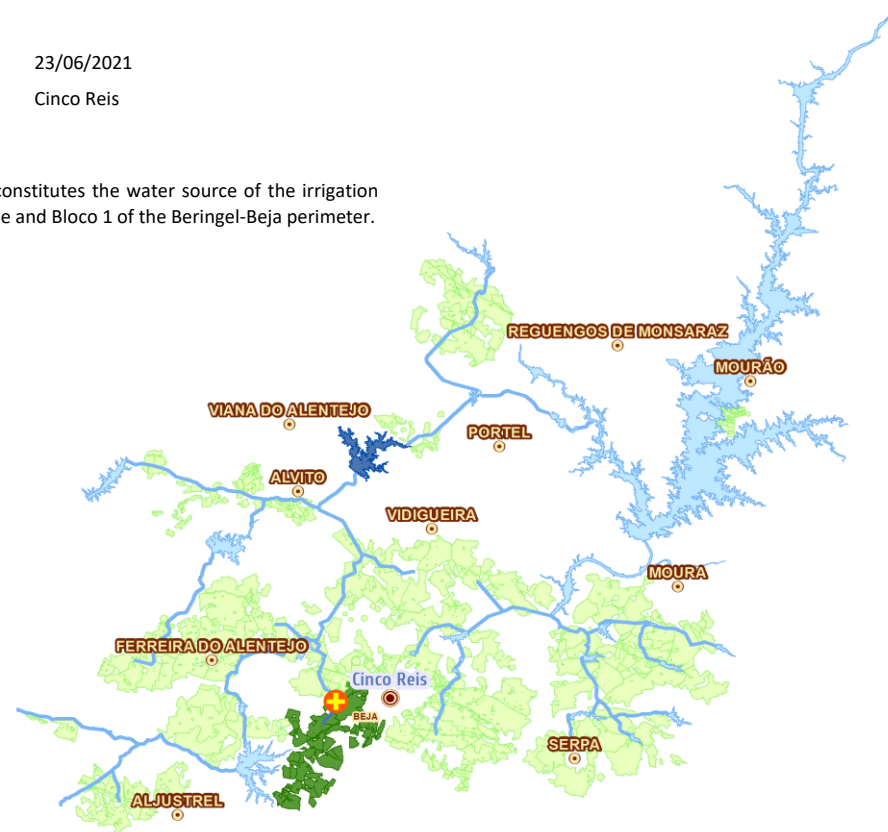 23/06/2021
Cinco Reis
constitutes the water source of the irrigation
e and Bloco 1 of the Beringel-Beja perimeter.
REGUENGOS DE MONSARAZ
MOURÃO
VIANA DO ALENTEJO
PORTEL
ALVITO
VIDIGUEIRA
MOURA
FERREIRA DO ALENTEJO
Cinco Reis
BEJA
SERPA
ALJUSTREL